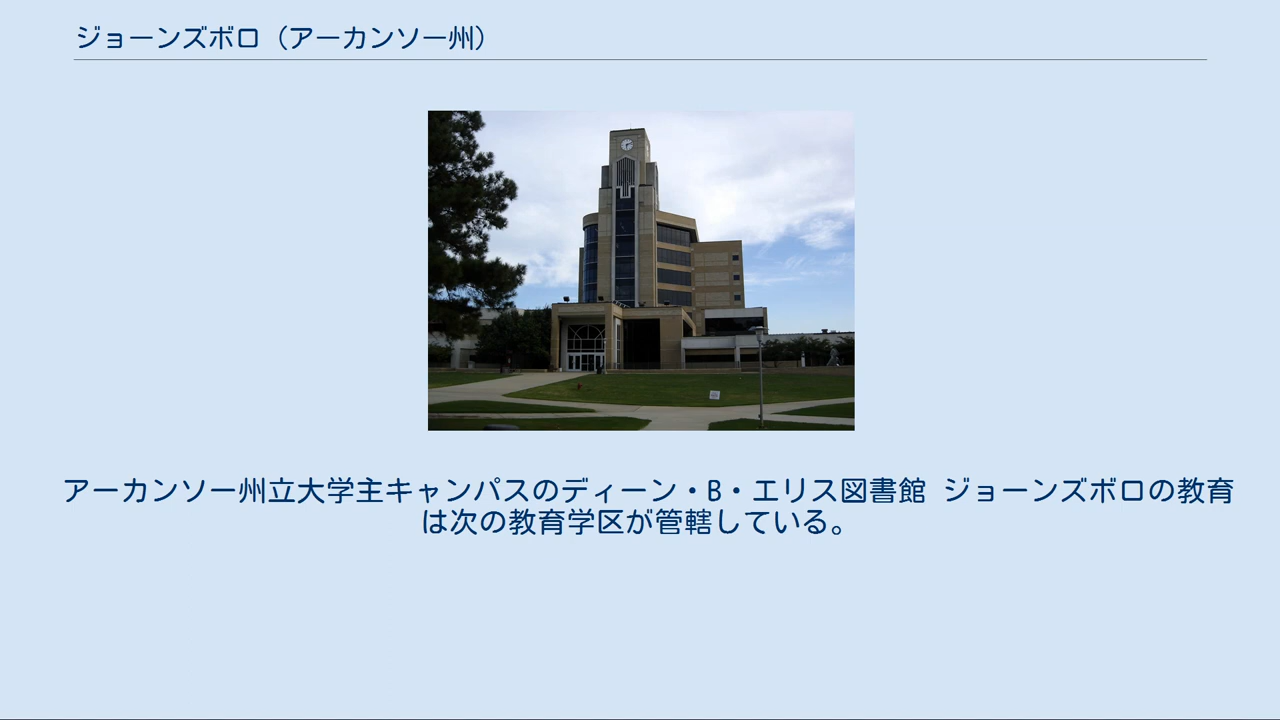 ジョーンズボロ（アーカンソー州）
アーカンソー州立大学主キャンパスのディーン・B・エリス図書館 ジョーンズボロの教育
は次の教育学区が管轄している。